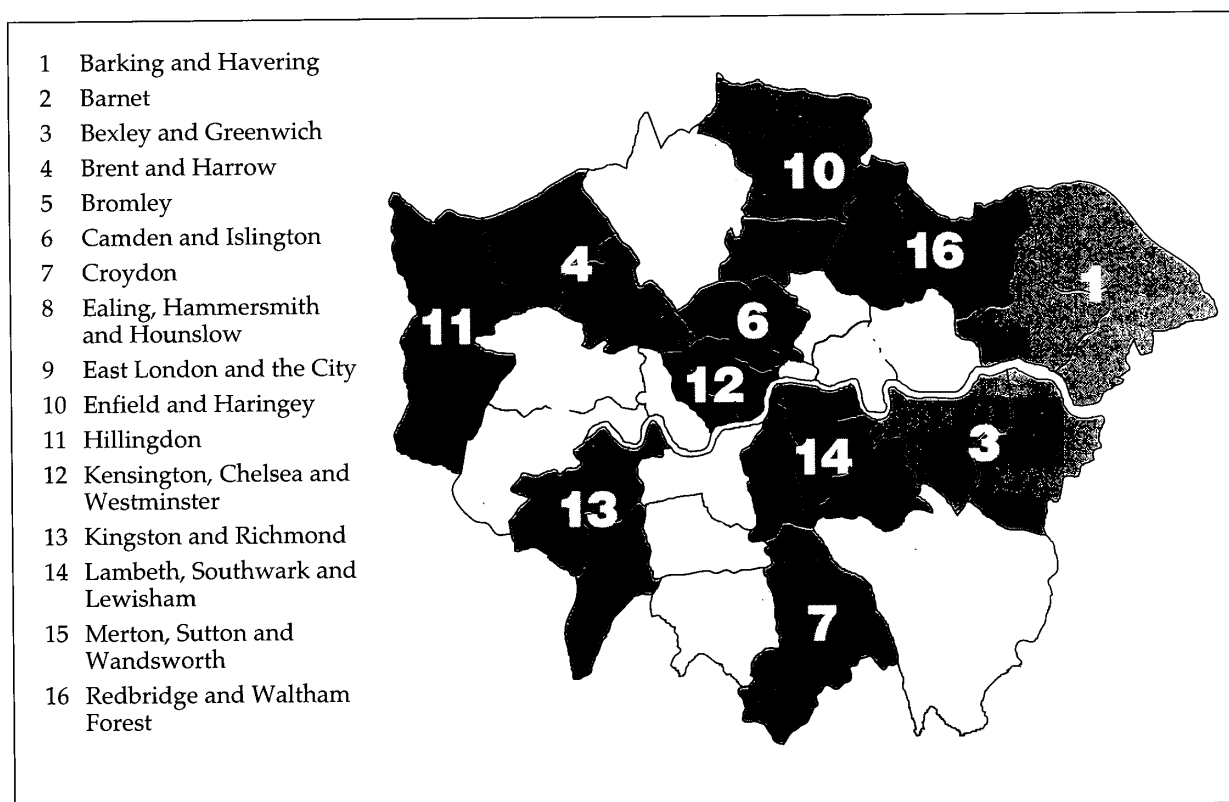 1 Barking and Havering
2 Barnet
3 Bexley and Greenwich
4 Brent and Harrow
5 Bromley
6 Camden and Islington
7 Croydon
8 Ealing, Hammersmith
and Hounslow
9 East London and the City
10 Enfield and Haringey
11 Hillingdon
12 Kensington, Chelsea and
Westminster
13 Kingston and Richmond
14 Lambeth, Southwark and
Lewisham
15 Merton, Sutton and
Wandsworth
16 Redbridge and Waltham
Forest
10
16
4
1
6
11
12
3
14
13
7